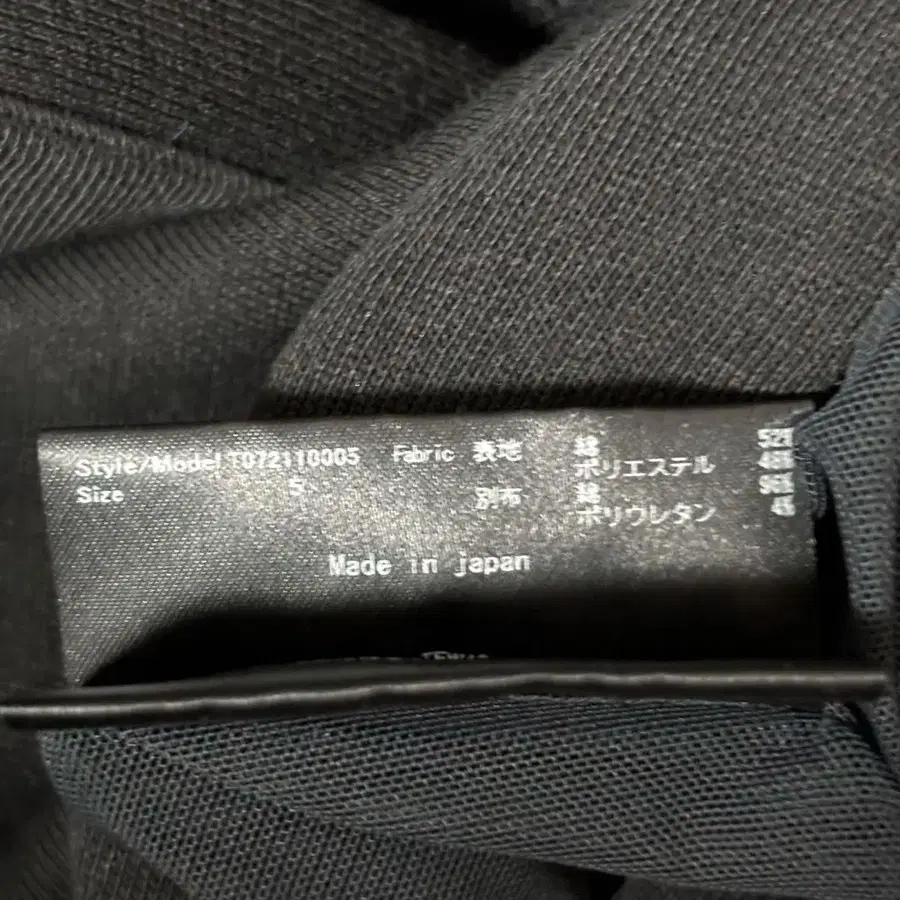 Style/Model T072110005 Fabric 表地 綿 52%
ポリエステル 48%
Size S 別布 綿 96%
ポリウレタン 4%
Made in japan